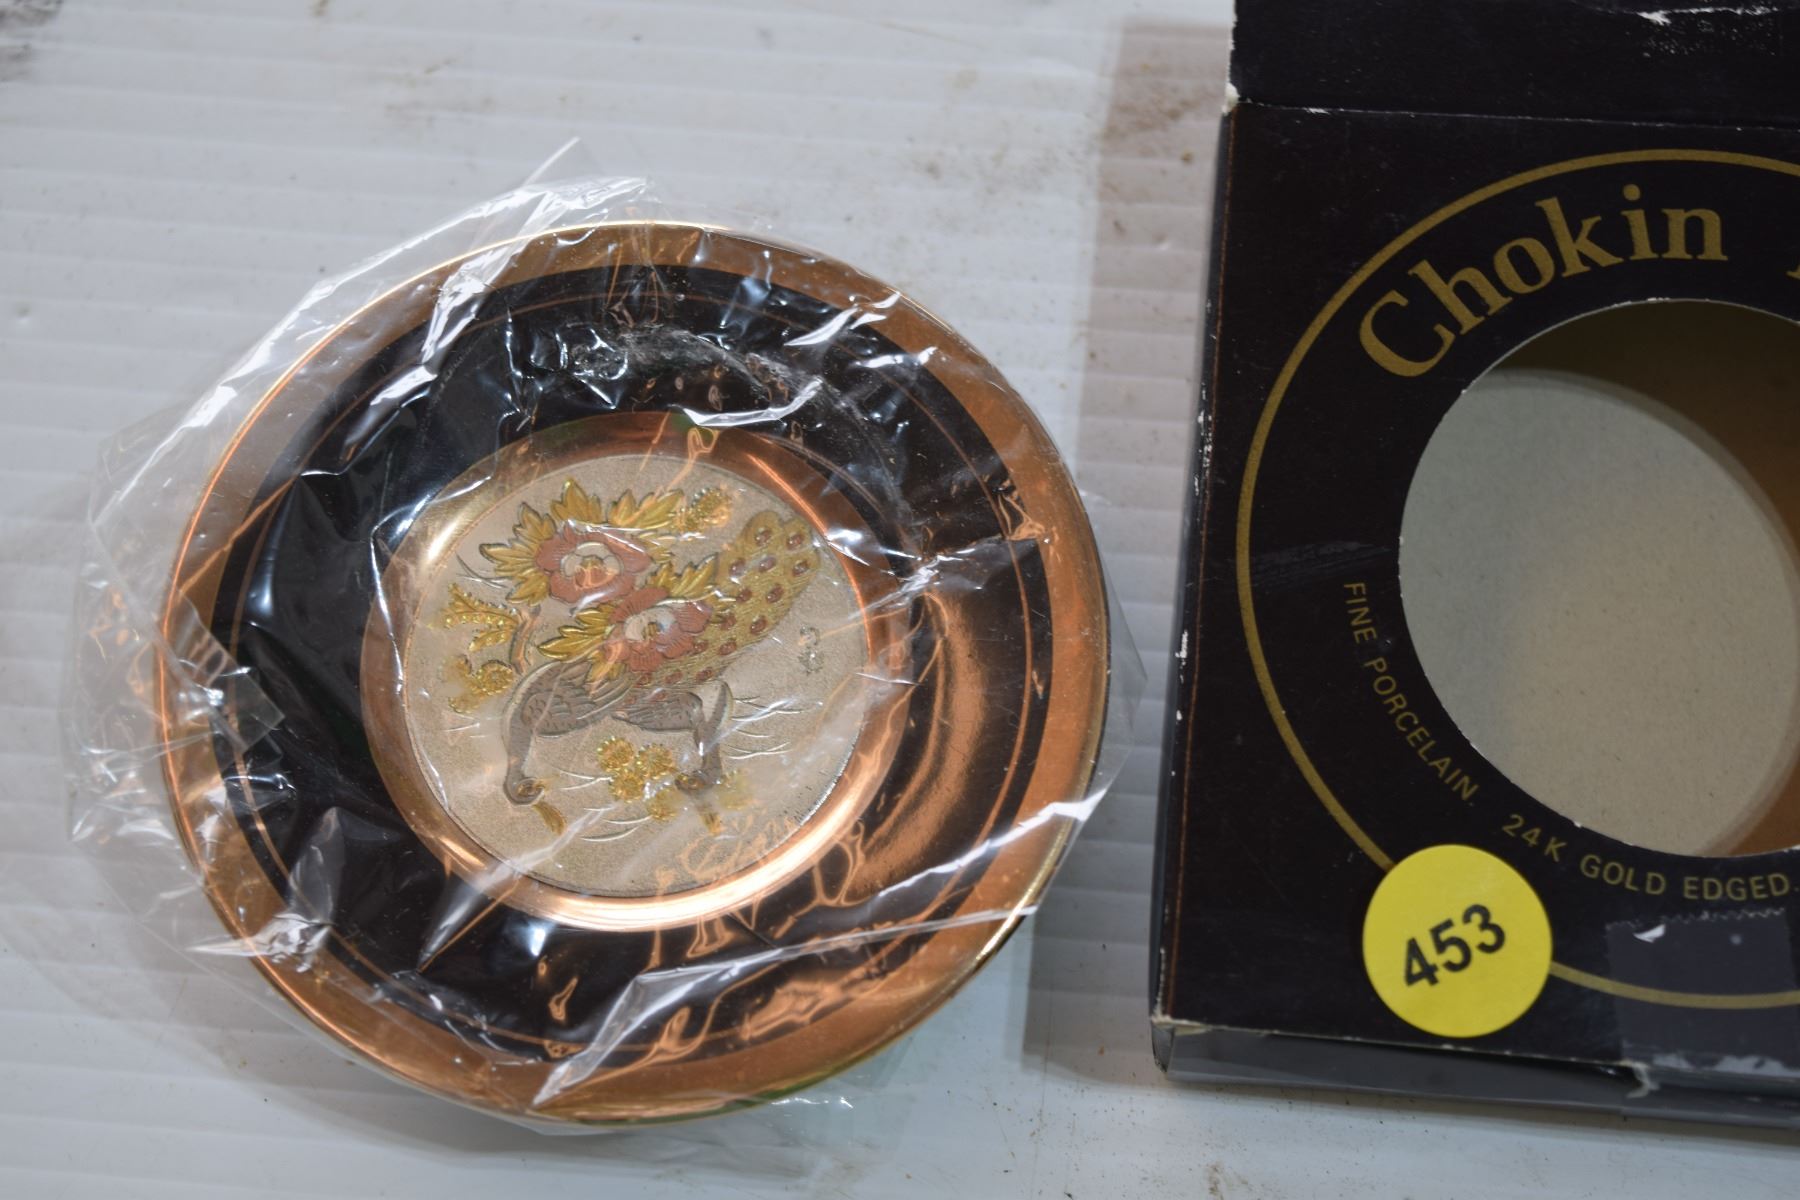 Chokin
FINE PORCELAIN. 24K GOLD EDGED.
453